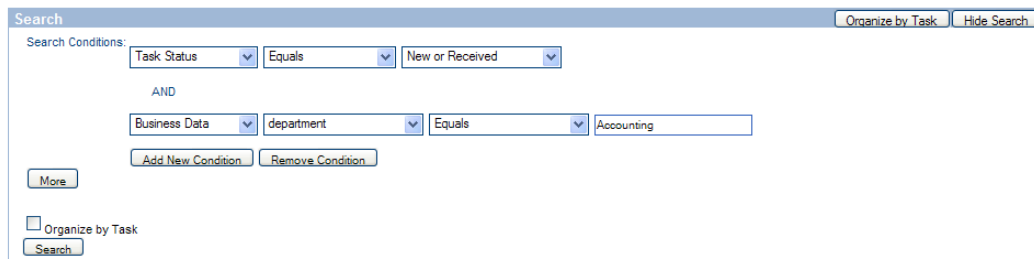 Search Organize by Task Hide Search
Search Conditions:
Task Status Equals New or Received
AND
Business Data department Equals Accounting
Add New Condition Remove Condition
More
Organize by Task
Search